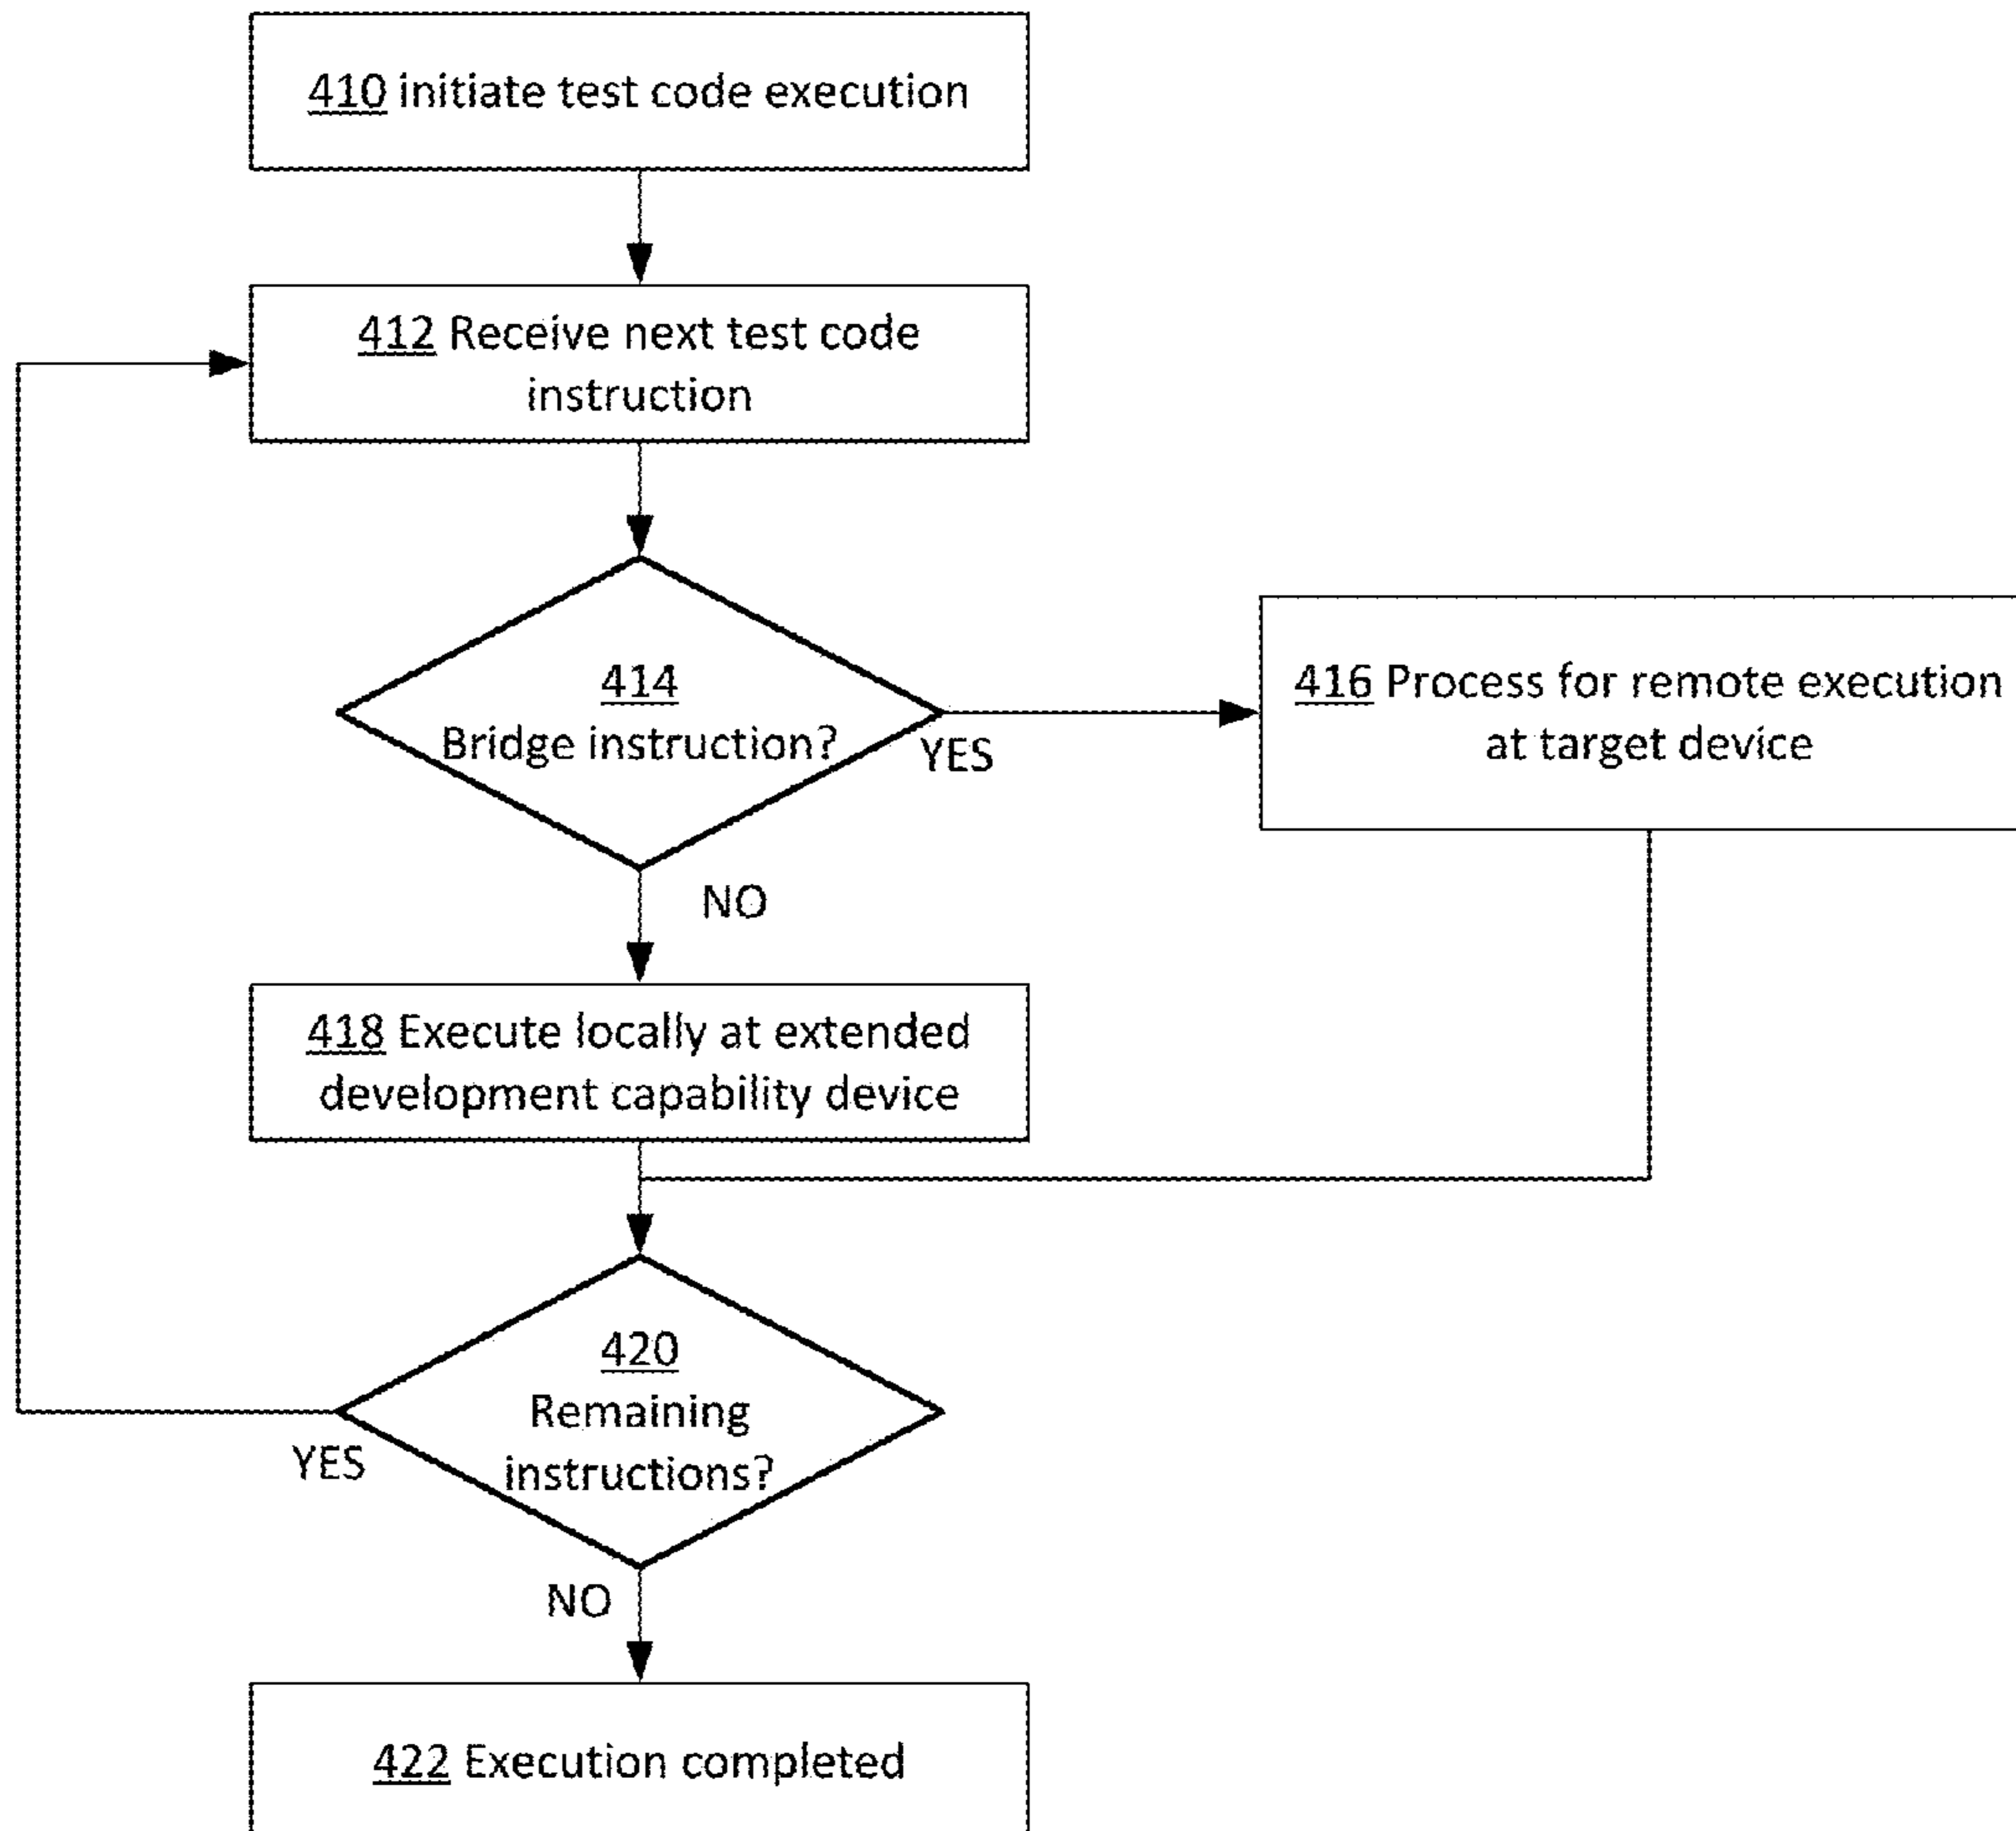 410 initiate test code execution
412 Receive next test code
instruction
414
Bridge instruction?
YES
416 Process for remote execution
at target device
NO
418 Execute locally at extended
development capability device
420
Remaining
instructions?
YES
NO
422 Execution completed